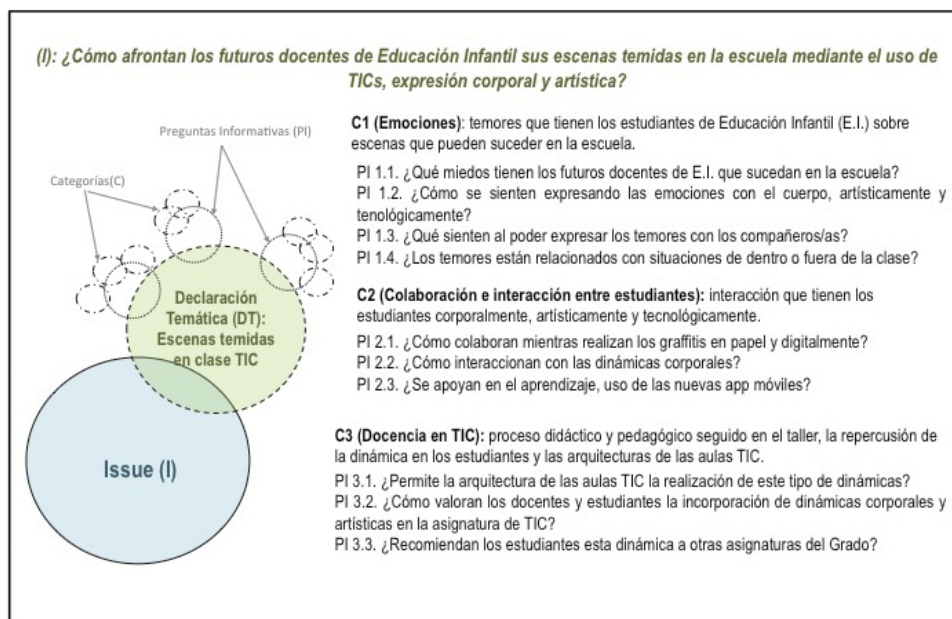 (I): ¿Cómo afrontan los futuros docentes de Educación Infantil sus escenas temidas en la escuela mediante el uso de
TICs, expresión corporal y artística?
Preguntas Informativas (PI)
Categorías(C)
Declaración
Temática (DT):
Escenas temidas
en clase TIC
Issue (I)
C1 (Emociones): temores que tienen los estudiantes de Educación Infantil (E.I.) sobre
escenas que pueden suceder en la escuela.
PI 1.1. ¿Qué miedos tienen los futuros docentes de E.I. que sucedan en la escuela?
PI 1.2. ¿Cómo se sienten expresando las emociones con el cuerpo, artísticamente y
tenológicamente?
PI 1.3. ¿Qué sienten al poder expresar los temores con los compañeros/as?
PI 1.4. ¿Los temores están relacionados con situaciones de dentro o fuera de la clase?
C2 (Colaboración e interacción entre estudiantes): interacción que tienen los
estudiantes corporalmente, artísticamente y tecnológicamente.
PI 2.1. ¿Cómo colaboran mientras realizan los graffitis en papel y digitalmente?
PI 2.2. ¿Cómo interaccionan con las dinámicas corporales?
PI 2.3. ¿Se apoyan en el aprendizaje, uso de las nuevas app móviles?
C3 (Docencia en TIC): proceso didáctico y pedagógico seguido en el taller, la repercusión de
la dinámica en los estudiantes y las arquitecturas de las aulas TIC.
PI 3.1. ¿Permite la arquitectura de las aulas TIC la realización de este tipo de dinámicas?
PI 3.2. ¿Cómo valoran los docentes y estudiantes la incorporación de dinámicas corporales y
artísticas en la asignatura de TIC?
PI 3.3. ¿Recomiendan los estudiantes esta dinámica a otras asignaturas del Grado?